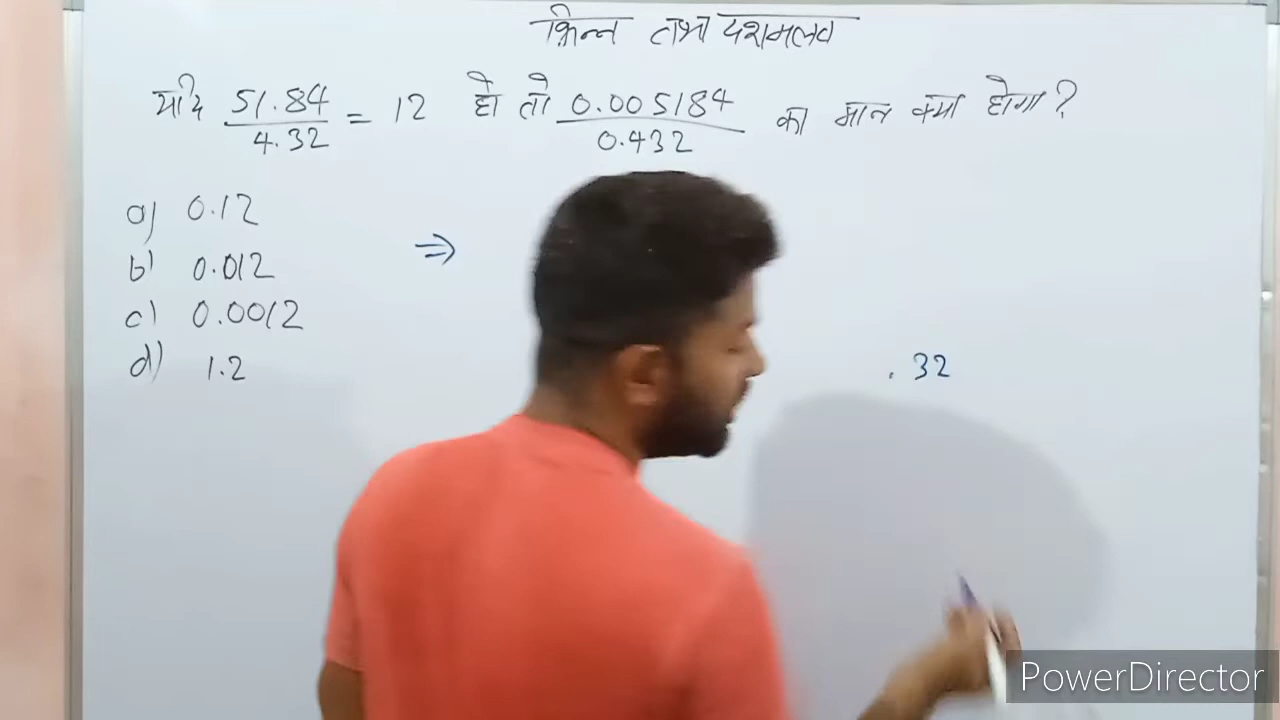 भिन्न तथा दशमलव
यदि 51.84/4.32 = 12 हो तो 0.005184/0.432 का मान क्या होगा ?
a) 0.12
b) 0.012
c) 0.0012
d) 1.2
⇒
. 32
PowerDirector